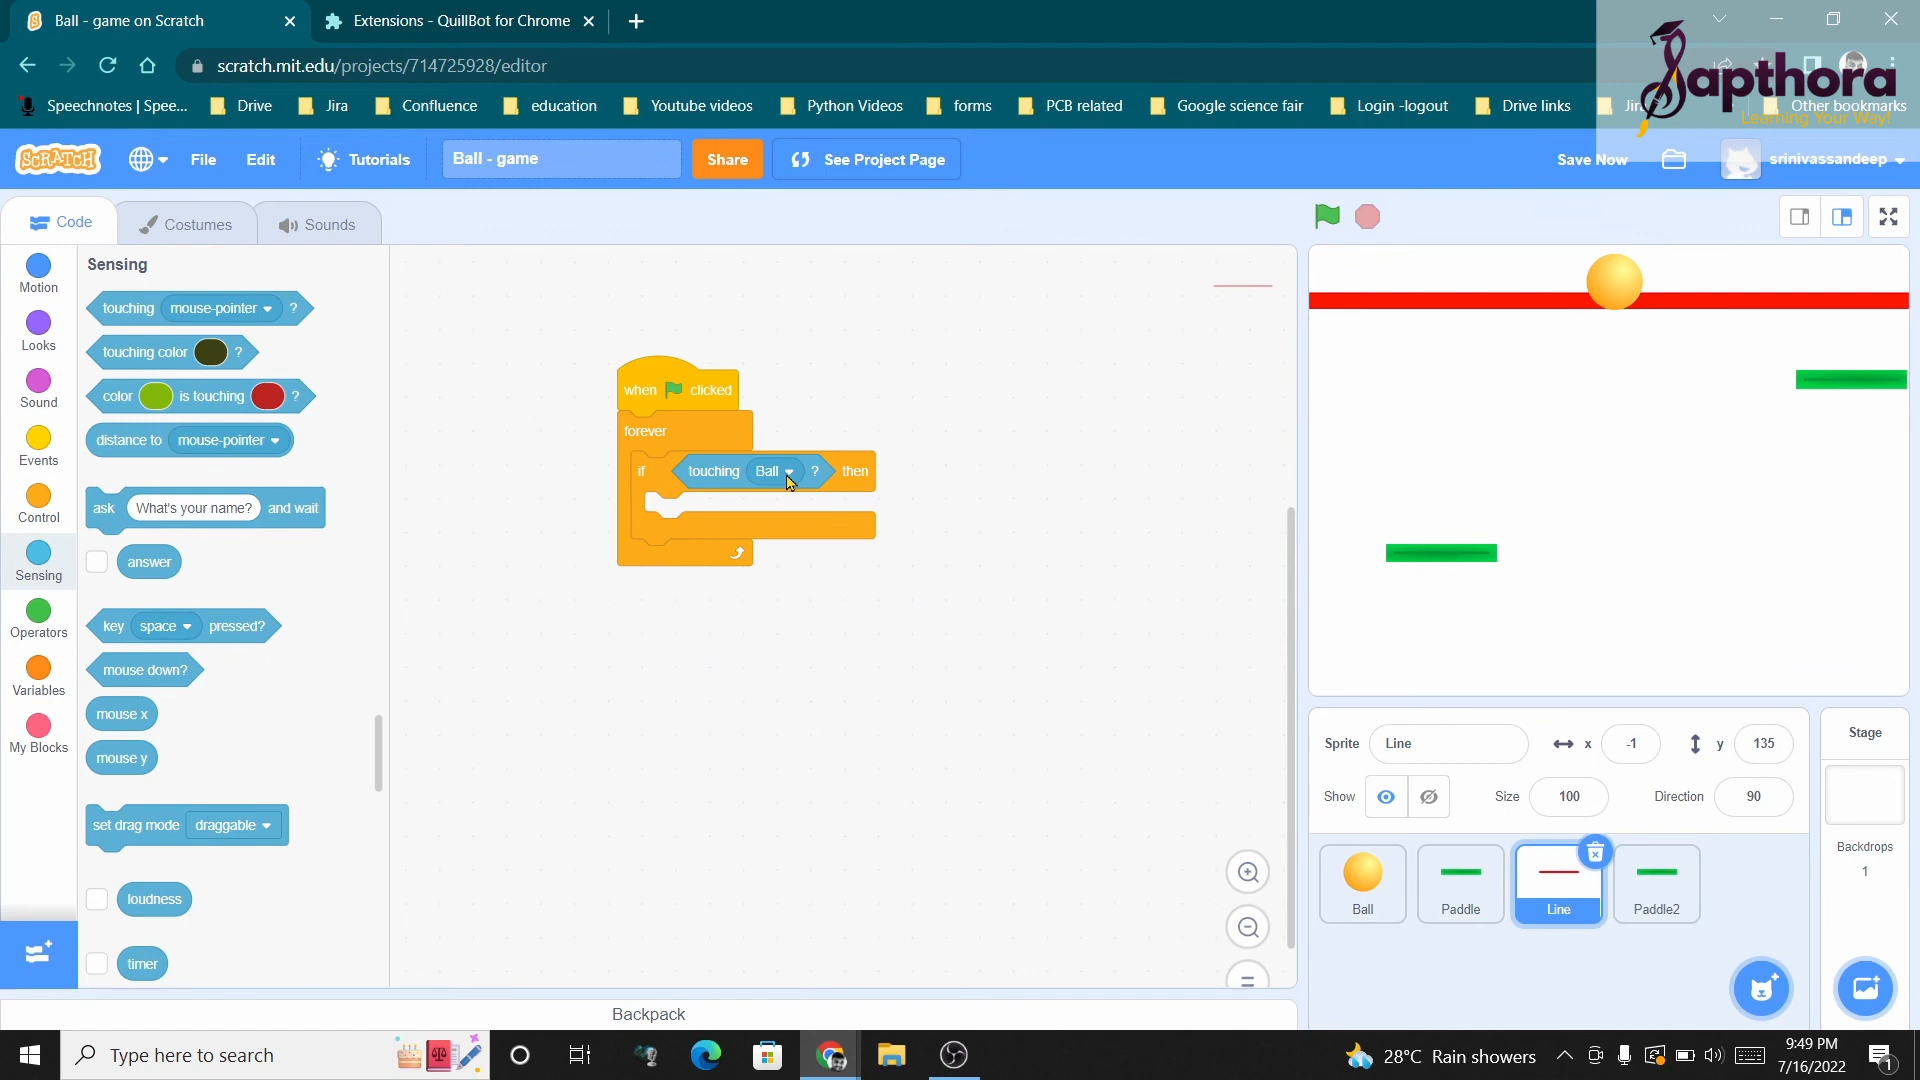 Ball - game on Scratch
Extensions - QuillBot for Chrome
scratch.mit.edu/projects/714725928/editor
Sapthora
Learning Your Way!
Speechnotes | Spee...
Drive
Jira
Confluence
education
Youtube videos
Python Videos
forms
PCB related
Google science fair
Login -logout
Drive links
Other bookmarks
SCRATCH
File
Edit
Tutorials
Ball - game
Share
See Project Page
Save Now
srinivassandeep
Code
Costumes
Sounds
Motion
Looks
Sound
Events
Control
Sensing
Operators
Variables
My Blocks
Sensing
touching mouse-pointer ?
touching color ?
color is touching ?
distance to mouse-pointer
ask What's your name? and wait
answer
key space pressed?
mouse down?
mouse x
mouse y
set drag mode draggable
loudness
timer
when clicked
forever
if touching Ball ? then
Sprite Line x -1 y 135
Show Size 100 Direction 90
Ball
Paddle
Line
Paddle2
Stage
Backdrops
1
Backpack
Type here to search
28°C Rain showers
9:49 PM
7/16/2022
1